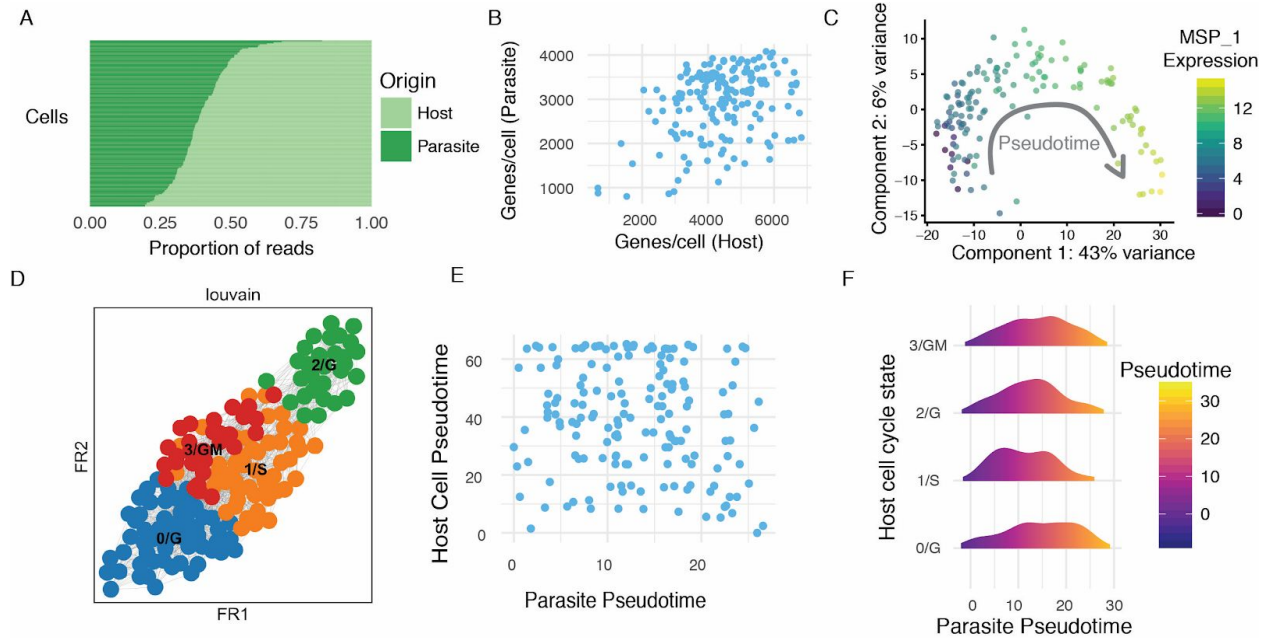 A
Cells
Origin
Host
Parasite
0.00 0.25 0.50 0.75 1.00
Proportion of reads
B
Genes/cell (Parasite)
4000
3000
2000
1000
2000 4000 6000
Genes/cell (Host)
C
Component 2: 6% variance
10
5
0
−5
−10
−15
Pseudotime
−20 −10 0 10 20 30
Component 1: 43% variance
MSP_1
Expression
12
8
4
0
D
louvain
2/G
3/GM
1/S
0/G
FR2
FR1
E
Host Cell Pseudotime
60
40
20
0
0 10 20
Parasite Pseudotime
F
Host cell cycle state
3/GM
2/G
1/S
0/G
0 10 20 30
Parasite Pseudotime
Pseudotime
30
20
10
0